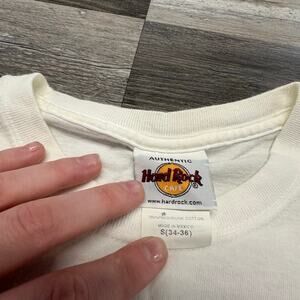 AUTHENTIC
Hard Rock
CAFE
®
www.hardrock.com
MADE IN MEXICO
S(34-36)